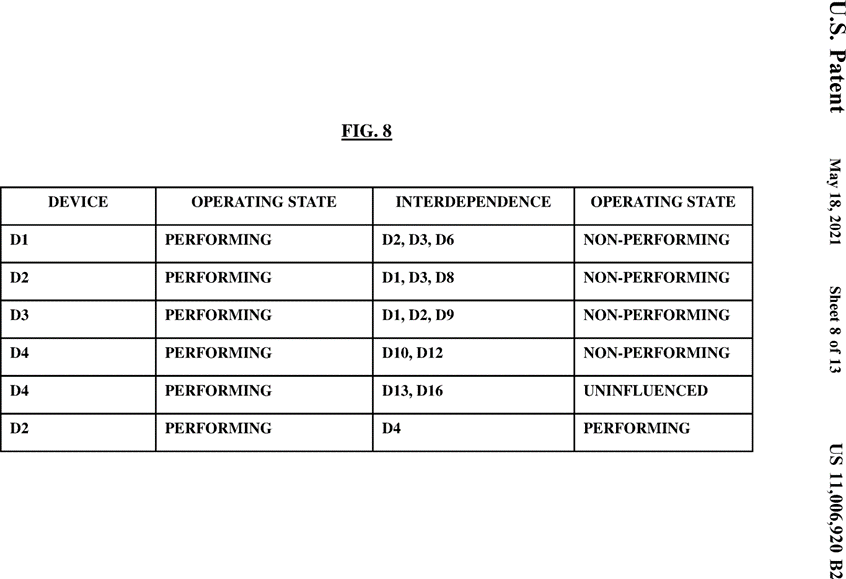 U.S. Patent May 18, 2021 Sheet 8 of 13 US 11,006,920 B2
FIG. 8
DEVICE OPERATING STATE INTERDEPENDENCE OPERATING STATE
D1 PERFORMING D2, D3, D6 NON-PERFORMING
D2 PERFORMING D1, D3, D8 NON-PERFORMING
D3 PERFORMING D1, D2, D9 NON-PERFORMING
D4 PERFORMING D10, D12 NON-PERFORMING
D4 PERFORMING D13, D16 UNINFLUENCED
D2 PERFORMING D4 PERFORMING